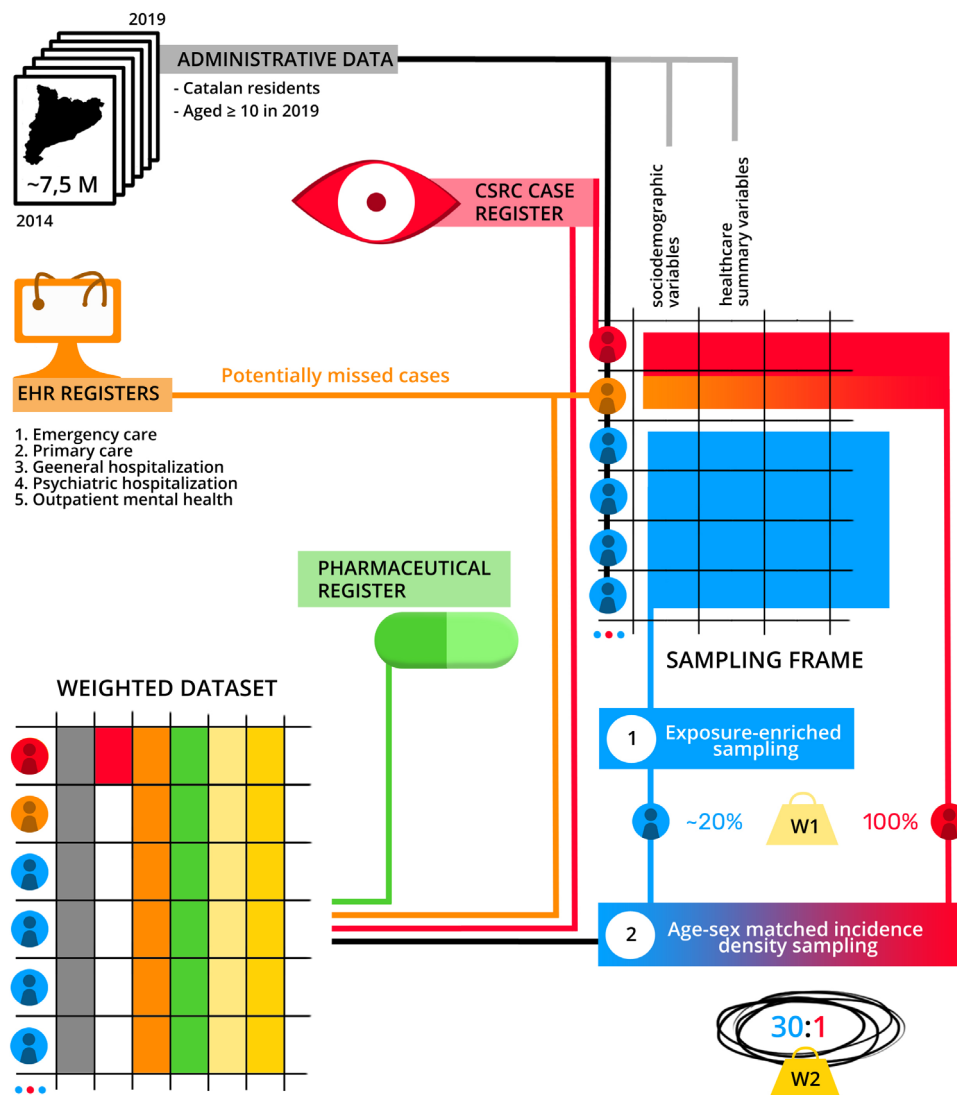 2019
ADMINISTRATIVE DATA
- Catalan residents
- Aged ≥ 10 in 2019
~7,5 M
2014
CSRC CASE
REGISTER
sociodemographic
variables
healthcare
summary variables
Potentially missed cases
EHR REGISTERS
1. Emergency care
2. Primary care
3. Geeneral hospitalization
4. Psychiatric hospitalization
5. Outpatient mental health
PHARMACEUTICAL
REGISTER
SAMPLING FRAME
WEIGHTED DATASET
1 Exposure-enriched
sampling
~20%
W1
100%
2 Age-sex matched incidence
density sampling
30:1
W2